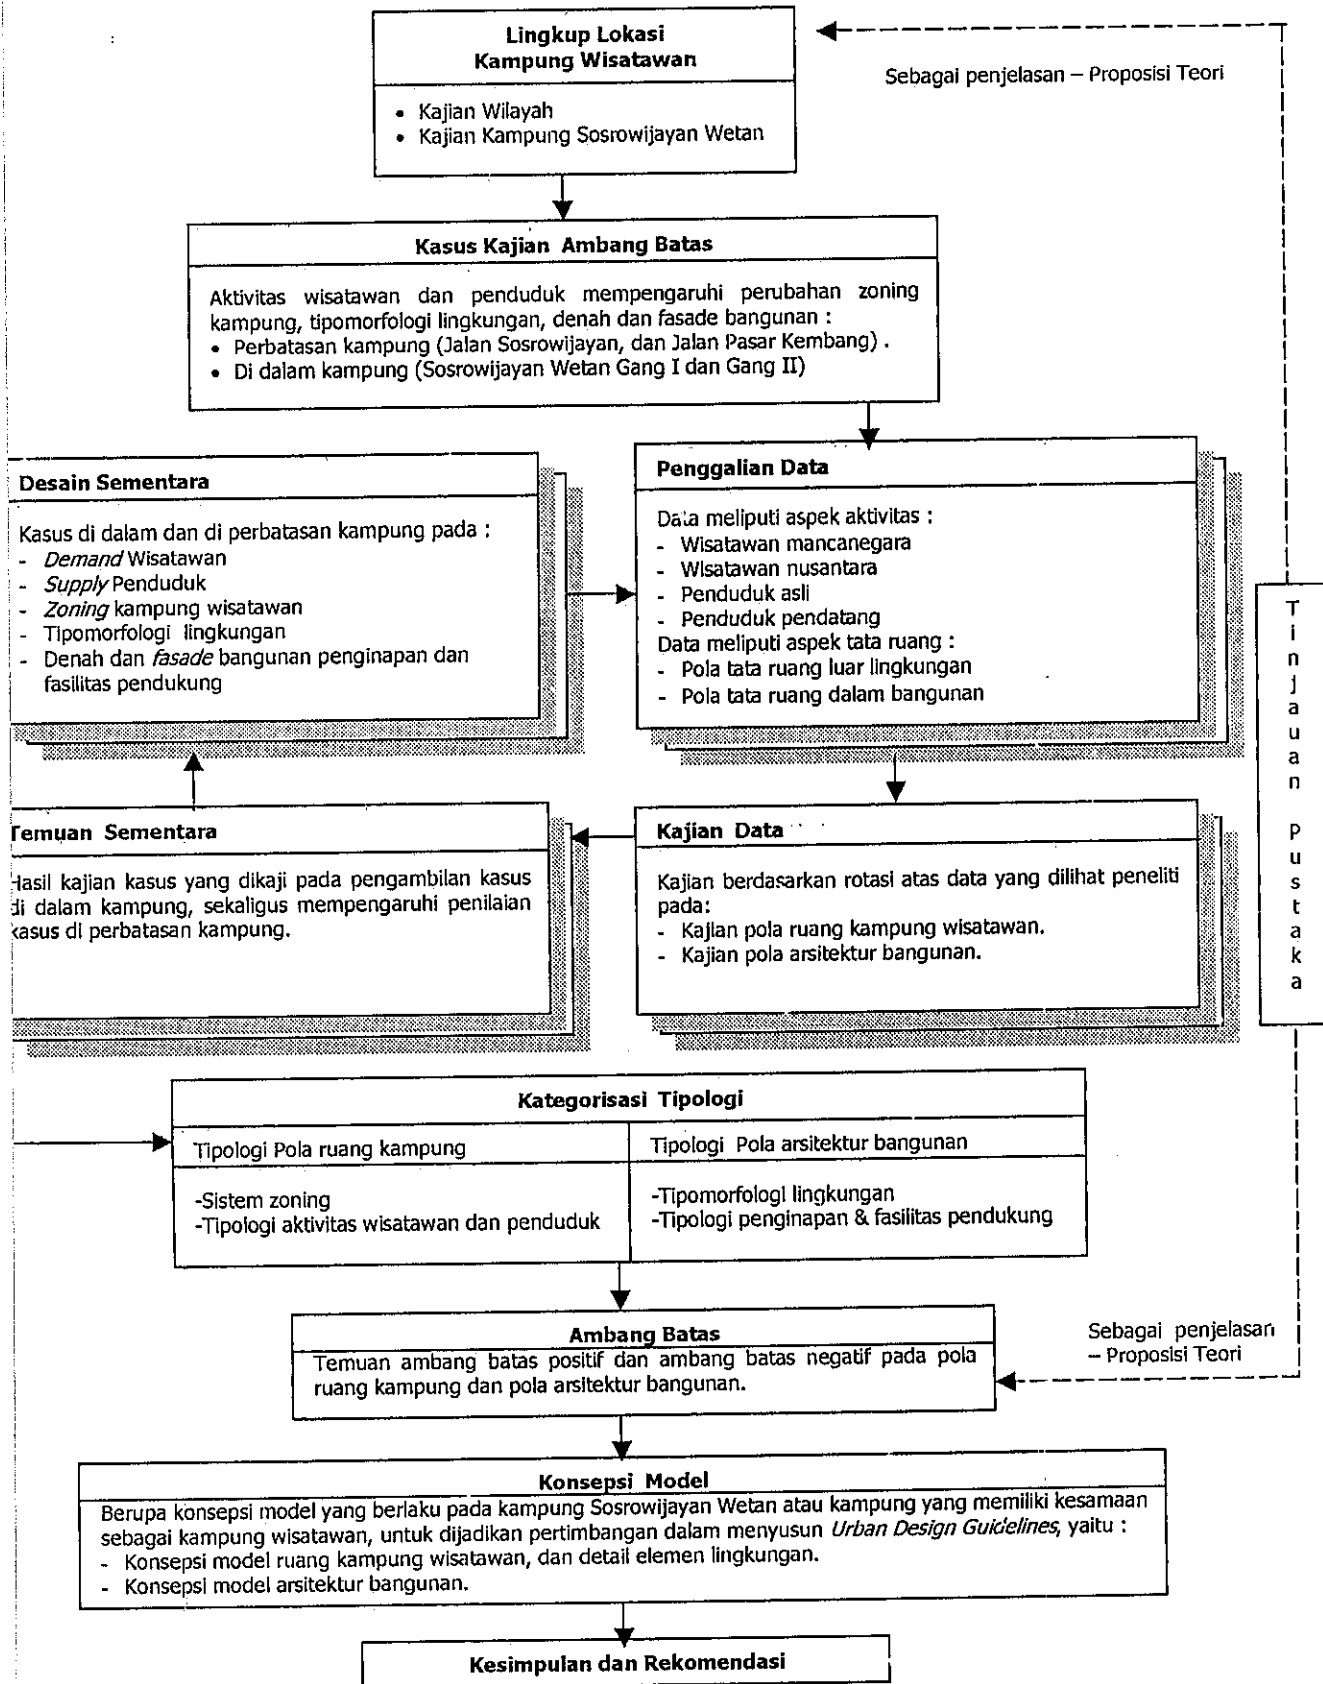 Lingkup Lokasi
Kampung Wisatawan
• Kajian Wilayah
• Kajian Kampung Sosrowijayan Wetan
Sebagai penjelasan – Proposisi Teori
Kasus Kajian Ambang Batas
Aktivitas wisatawan dan penduduk mempengaruhi perubahan zoning
kampung, tipomorfologi lingkungan, denah dan fasade bangunan :
• Perbatasan kampung (Jalan Sosrowijayan, dan Jalan Pasar Kembang) .
• Di dalam kampung (Sosrowijayan Wetan Gang I dan Gang II)
Desain Sementara
Kasus di dalam dan di perbatasan kampung pada :
- Demand Wisatawan
- Supply Penduduk
- Zoning kampung wisatawan
- Tipomorfologi lingkungan
- Denah dan fasade bangunan penginapan dan
fasilitas pendukung
Penggalian Data
Data meliputi aspek aktivitas :
- Wisatawan mancanegara
- Wisatawan nusantara
- Penduduk asli
- Penduduk pendatang
Data meliputi aspek tata ruang :
- Pola tata ruang luar lingkungan
- Pola tata ruang dalam bangunan
Tinjauan Pustaka
Temuan Sementara
Hasil kajian kasus yang dikaji pada pengambilan kasus
di dalam kampung, sekaligus mempengaruhi penilaian
kasus di perbatasan kampung.
Kajian Data
Kajian berdasarkan rotasi atas data yang dilihat peneliti
pada:
- Kajian pola ruang kampung wisatawan.
- Kajian pola arsitektur bangunan.
Kategorisasi Tipologi
Tipologi Pola ruang kampung
-Sistem zoning
-Tipologi aktivitas wisatawan dan penduduk
Tipologi Pola arsitektur bangunan
-Tipomorfologi lingkungan
-Tipologi penginapan & fasilitas pendukung
Ambang Batas
Temuan ambang batas positif dan ambang batas negatif pada pola
ruang kampung dan pola arsitektur bangunan.
Sebagai penjelasan
– Proposisi Teori
Konsepsi Model
Berupa konsepsi model yang berlaku pada kampung Sosrowijayan Wetan atau kampung yang memiliki kesamaan
sebagai kampung wisatawan, untuk dijadikan pertimbangan dalam menyusun Urban Design Guidelines, yaitu :
- Konsepsi model ruang kampung wisatawan, dan detail elemen lingkungan.
- Konsepsi model arsitektur bangunan.
Kesimpulan dan Rekomendasi